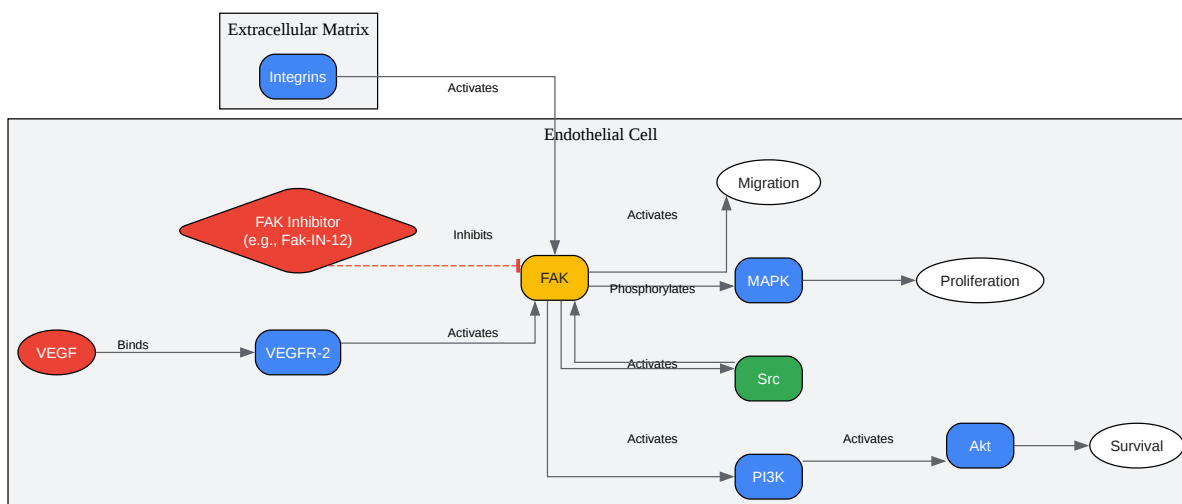 Extracellular Matrix
Integrins
Activates
Endothelial Cell
Migration
FAK Inhibitor
(e.g., Fak-IN-12)
Inhibits
Activates
FAK
MAPK
Proliferation
Phosphorylates
VEGF
Binds
VEGFR-2
Activates
Activates
Src
Activates
Activates
Akt
Survival
PI3K